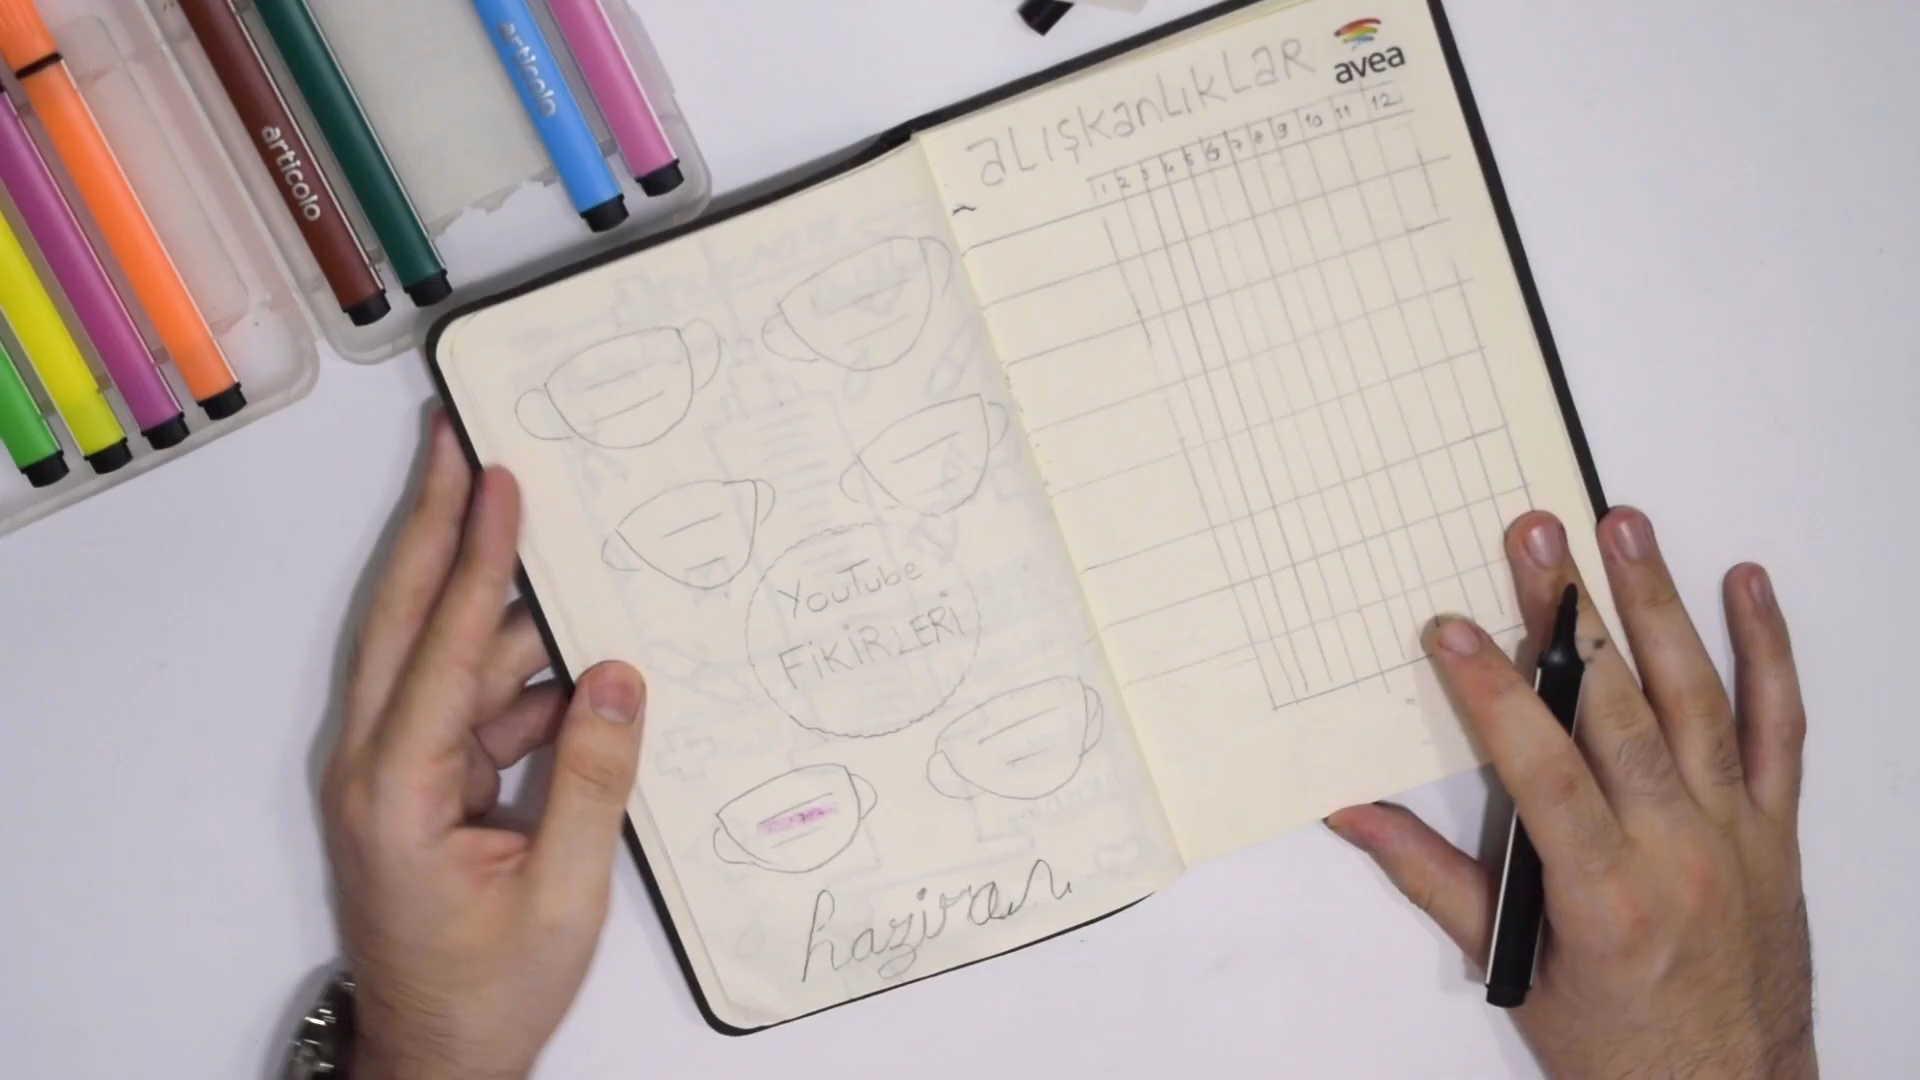 articolo
articolo
YouTube
FİKİRLERİ
haziran
aLışkanLıkLaR
avea
1 2 3 4 5 6 7 8 9 10 11 12